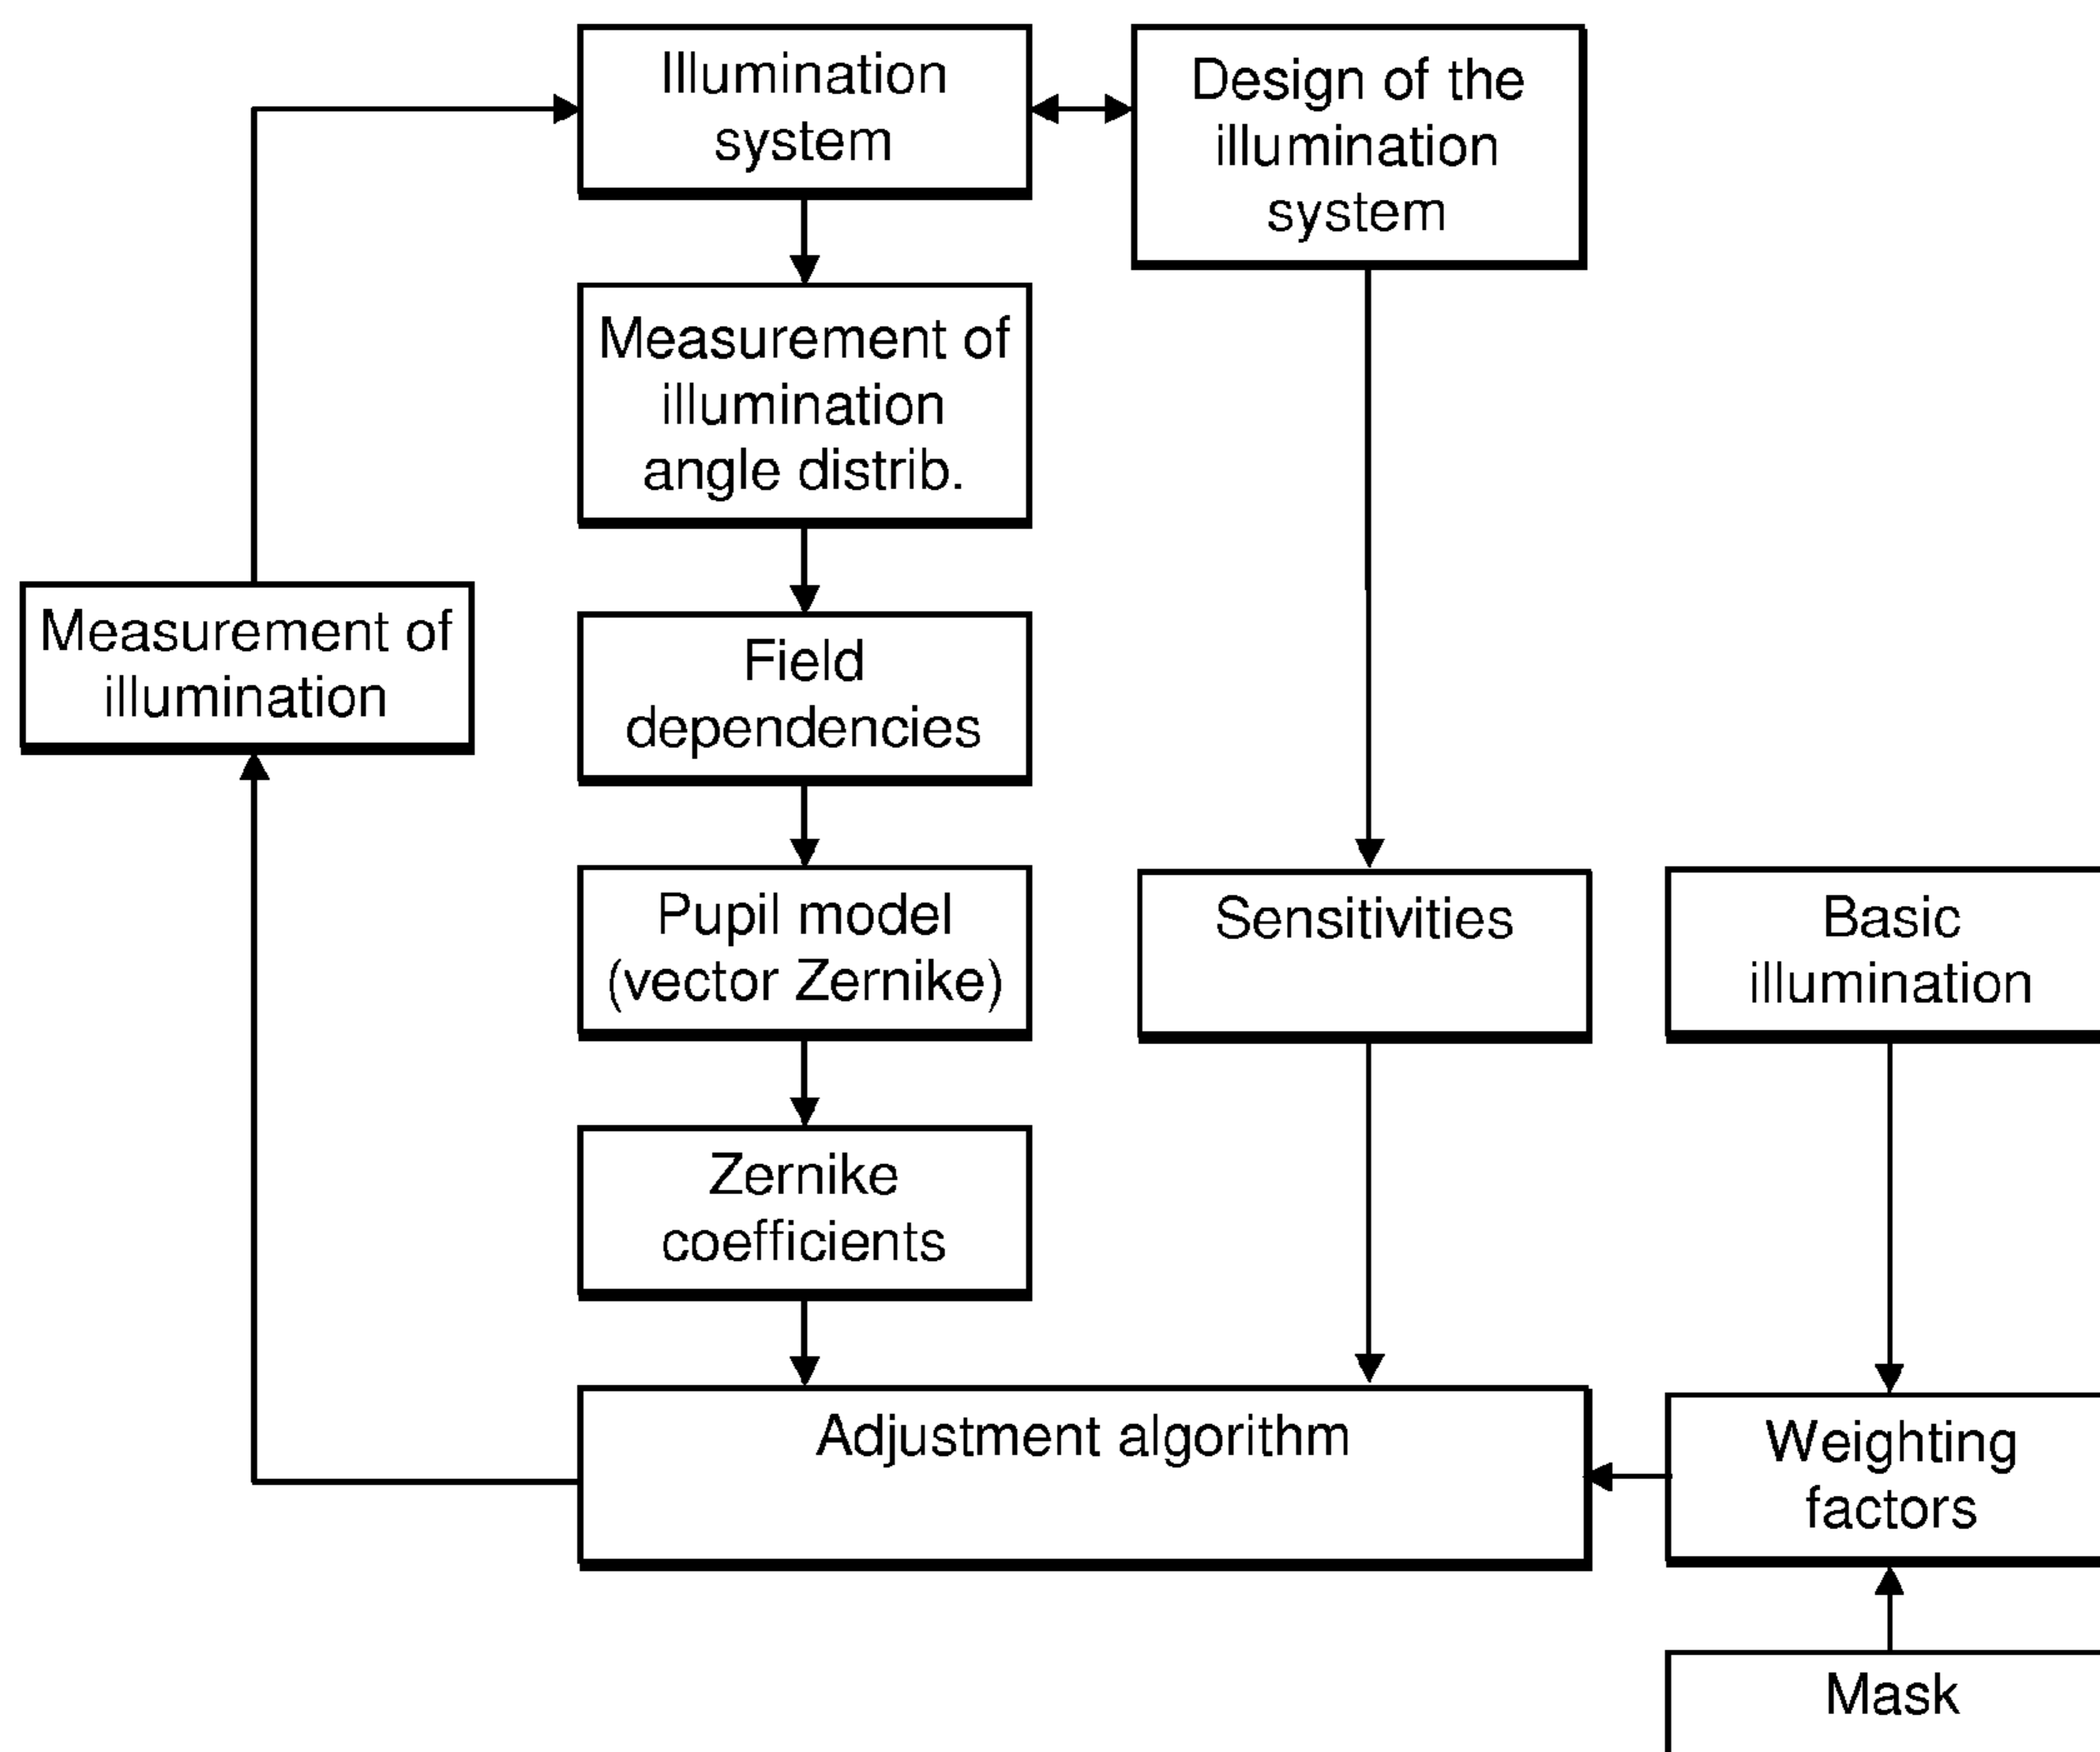 Illumination
system
Design of the
illumination
system
Measurement of
illumination
angle distrib.
Measurement of
illumination
Field
dependencies
Pupil model
(vector Zernike)
Sensitivities
Basic
illumination
Zernike
coefficients
Adjustment algorithm
Weighting
factors
Mask